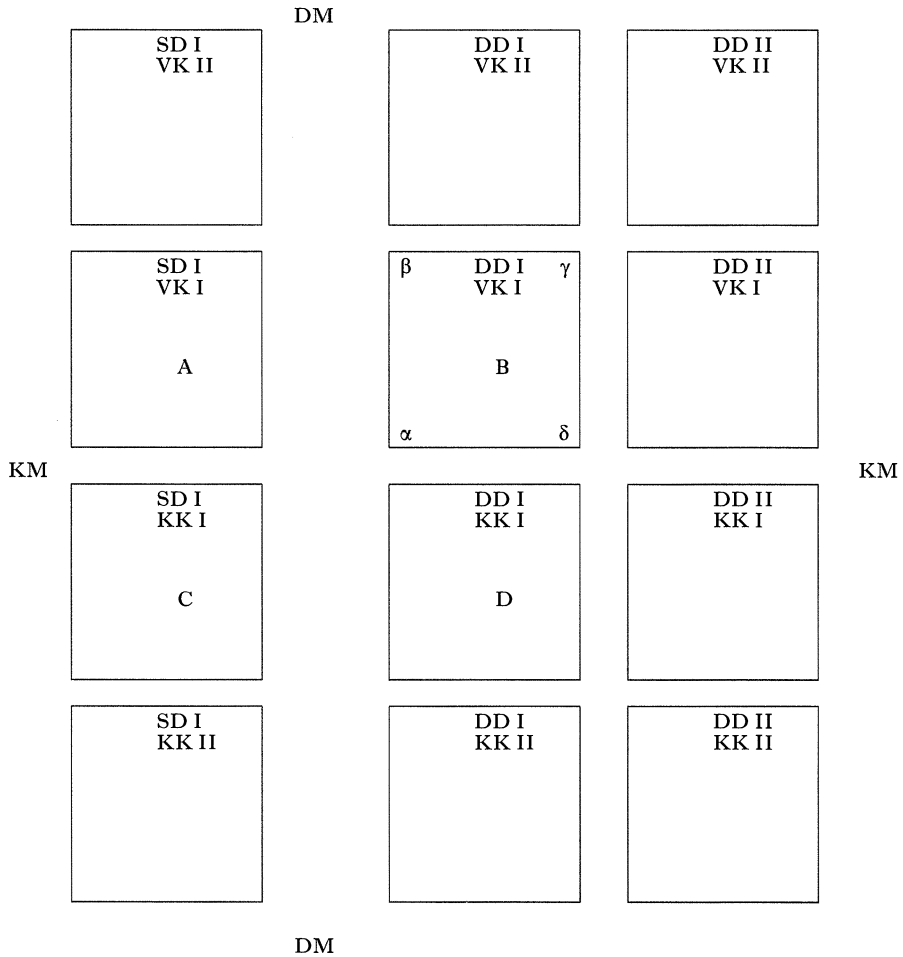 DM
SD I
VK II
DD I
VK II
DD II
VK II
SD I
VK I
A
β
DD I
VK I
γ
B
α
δ
DD II
VK I
KM
KM
SD I
KK I
C
DD I
KK I
D
DD II
KK I
SD I
KK II
DD I
KK II
DD II
KK II
DM